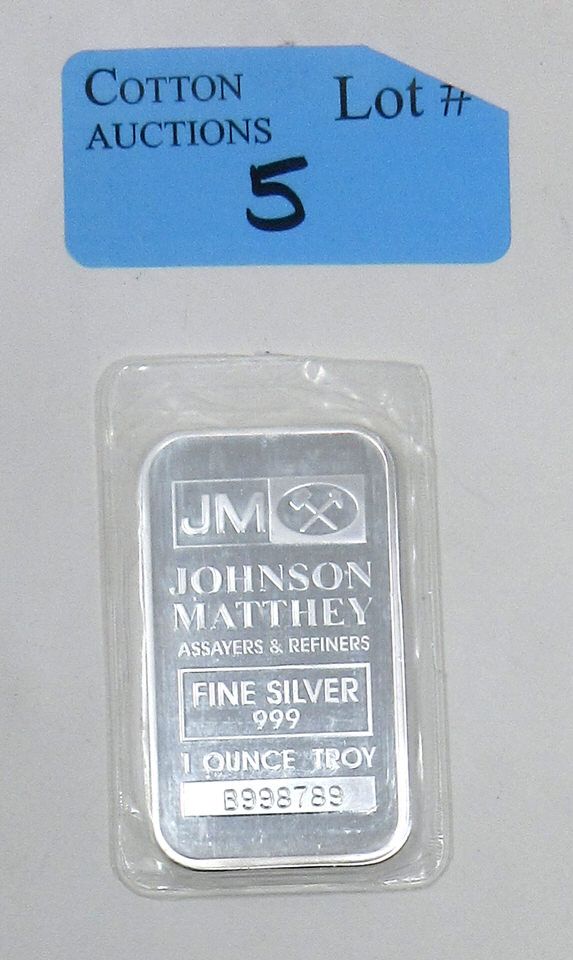 COTTON
AUCTIONS
Lot #
5
JM
JOHNSON
MATTHEY
ASSAYERS & REFINERS
FINE SILVER
999
1 OUNCE TROY
B998789